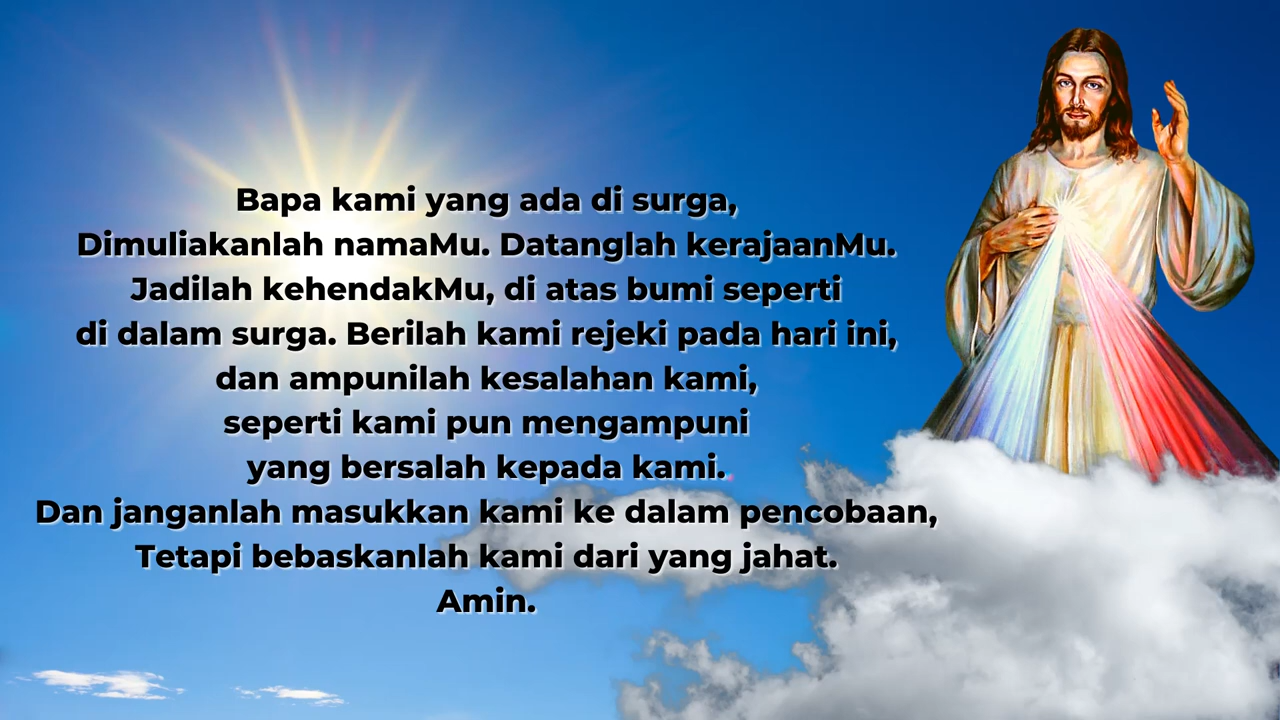 Bapa kami yang ada di surga,
Dimuliakanlah namaMu. Datanglah kerajaanMu.
Jadilah kehendakMu, di atas bumi seperti
di dalam surga. Berilah kami rejeki pada hari ini,
dan ampunilah kesalahan kami,
seperti kami pun mengampuni
yang bersalah kepada kami.
Dan janganlah masukkan kami ke dalam pencobaan,
Tetapi bebaskanlah kami dari yang jahat.
Amin.